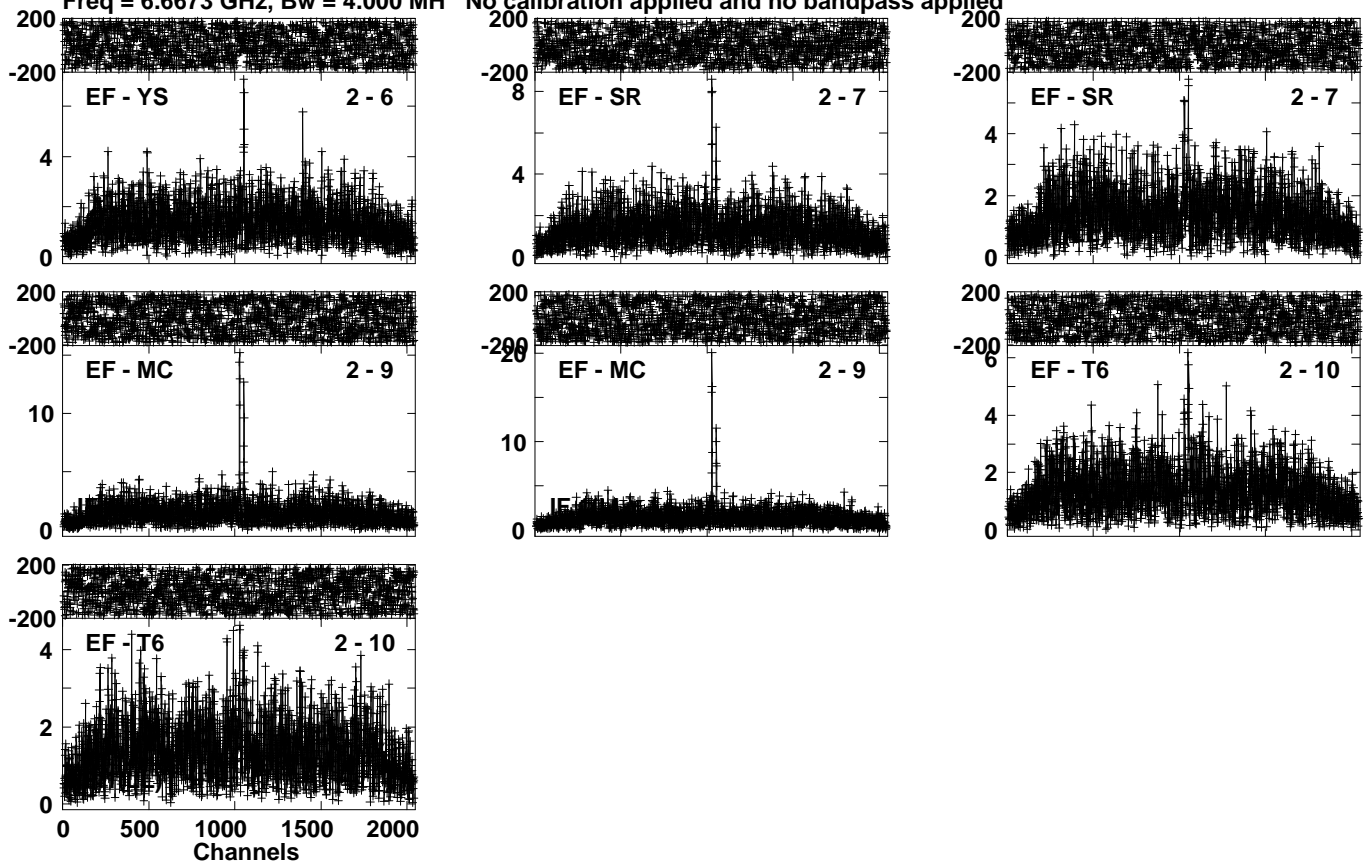 Freq = 6.6673 GHz, Bw = 4.000 MH No calibration applied and no bandpass applied
200 200 200
-200 -200 -200
EF - YS 2 - 6 EF - SR 2 - 7 EF - SR 2 - 7
8
4 4 4
2
0 0 0
200 200 200
-200 -200 -200
20 6
EF - MC 2 - 9 EF - MC 2 - 9 EF - T6 2 - 10
10 10 4
2
IF IF
0 0 0
200
-200
EF - T6 2 - 10
4
2
0
0 500 1000 1500 2000
Channels